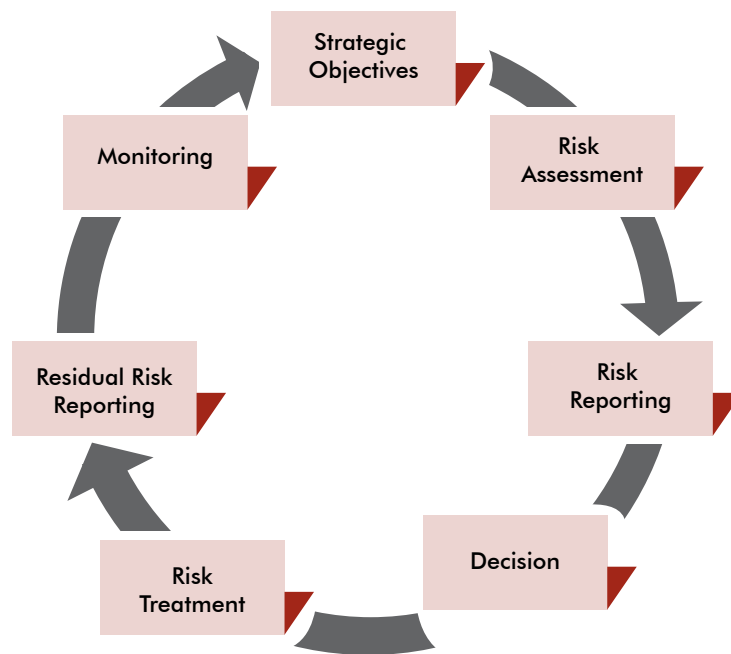 Strategic
Objectives
Risk
Assessment
Risk
Reporting
Decision
Risk
Treatment
Residual Risk
Reporting
Monitoring